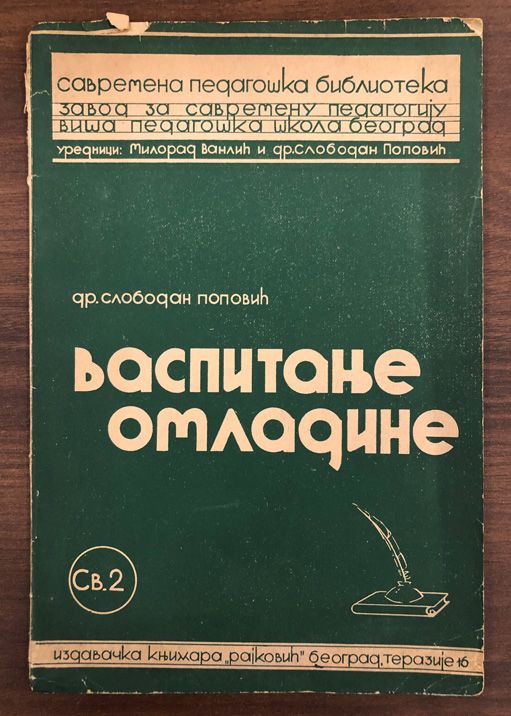 савремена педагошка библиотека
завод за савремену педагогију
виша педагошка школа београд
уредници: Милорад Ванлић и др. слободан Поповић
др. слободан поповић
васпитање
омладине
Св. 2
издавачка књижара „рајковић“ београд, теразије 16